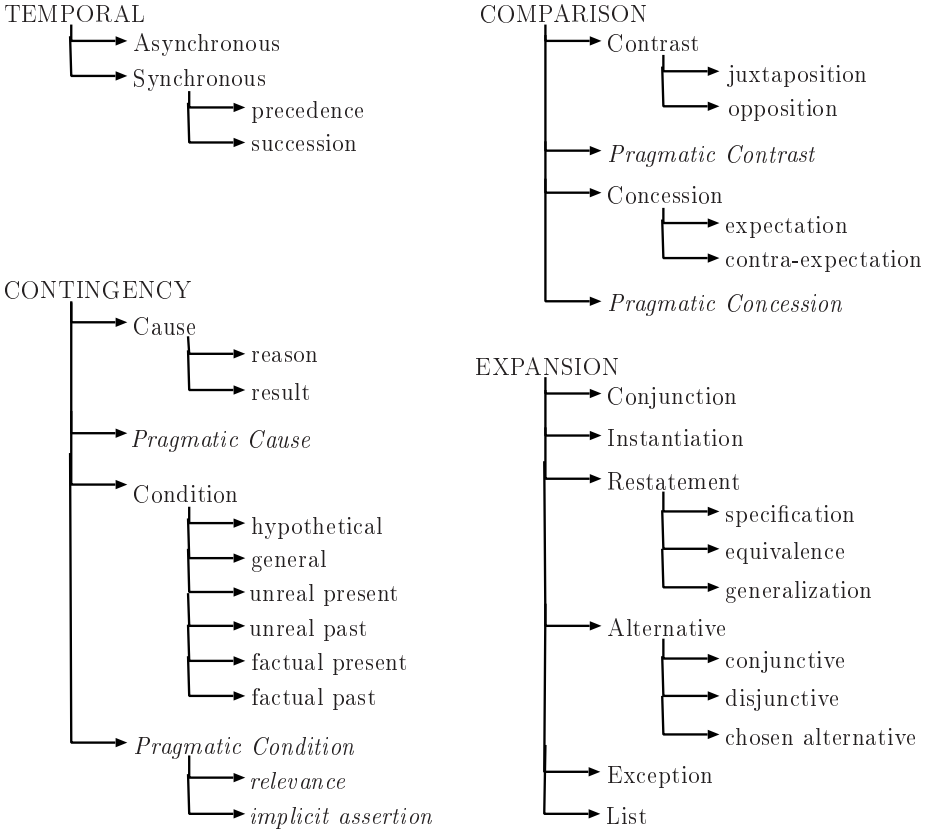 TEMPORAL
Asynchronous
Synchronous
precedence
succession
CONTINGENCY
Cause
reason
result
Pragmatic Cause
Condition
hypothetical
general
unreal present
unreal past
factual present
factual past
Pragmatic Condition
relevance
implicit assertion
COMPARISON
Contrast
juxtaposition
opposition
Pragmatic Contrast
Concession
expectation
contra-expectation
Pragmatic Concession
EXPANSION
Conjunction
Instantiation
Restatement
specification
equivalence
generalization
Alternative
conjunctive
disjunctive
chosen alternative
Exception
List